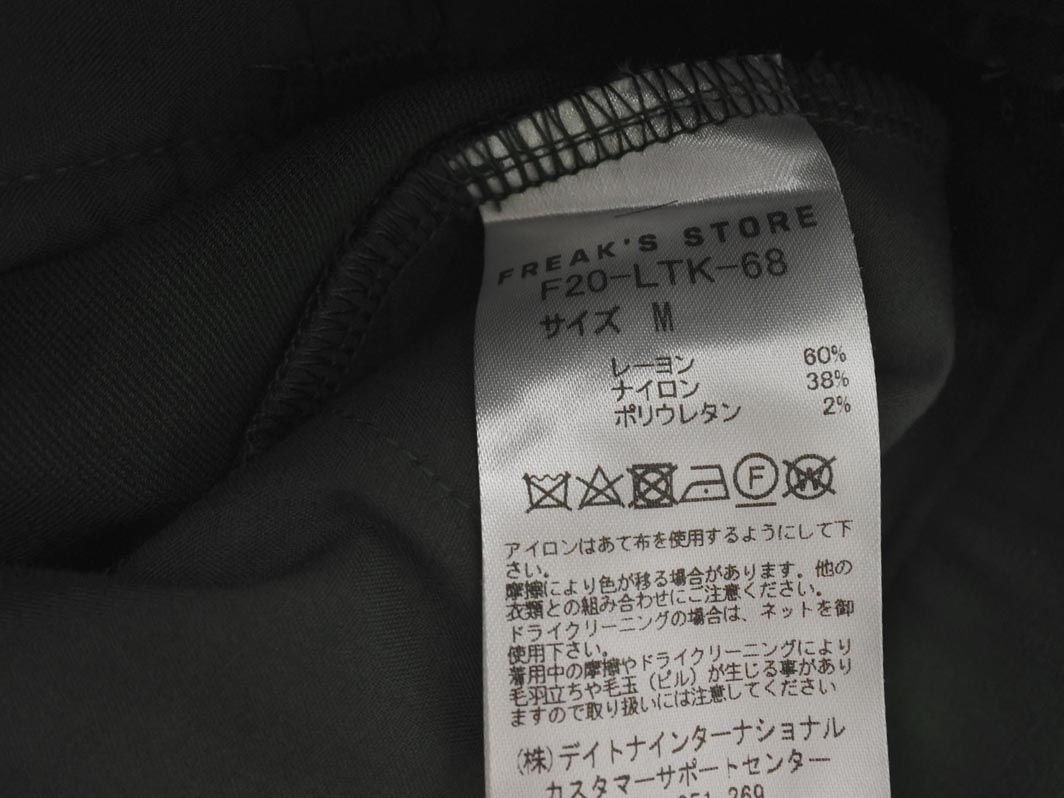 FREAK'S STORE
F20-LTK-68
サイズ M
レーヨン 60%
ナイロン 38%
ポリウレタン 2%
F
W
アイロンはあて布を使用するようにして下
さい。
摩擦により色が移る場合があります。他の
衣類との組み合わせにご注意ください。
ドライクリーニングの場合は、ネットを御
使用下さい。
着用中の摩擦やドライクリーニングにより
毛羽立ちや毛玉(ピル)が生じる事があり
ますので取り扱いには注意してください
(株)デイトナインターナショナル
カスタマーサポートセンター